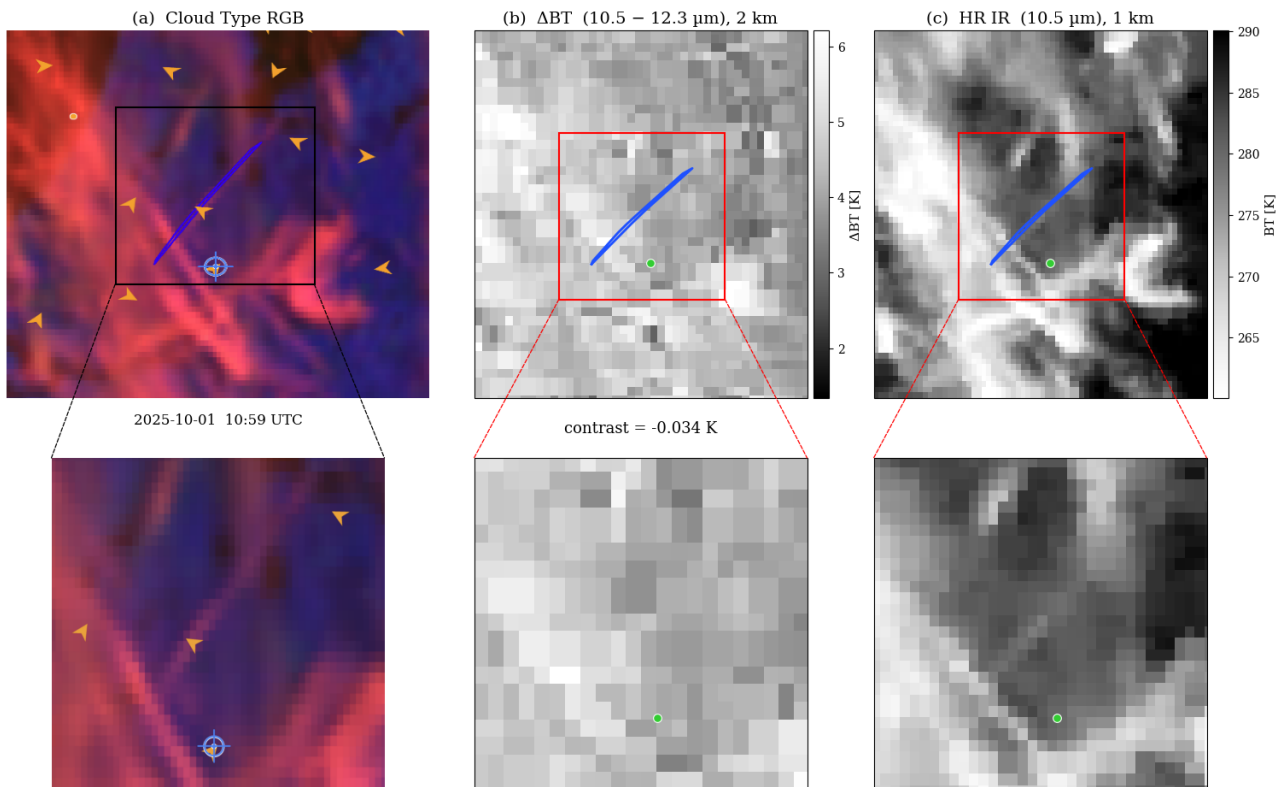 (a)  Cloud Type RGB
(b)  ΔBT  (10.5 − 12.3 µm), 2 km
(c)  HR IR  (10.5 µm), 1 km
6
5
4
3
2
ΔBT [K]
290
285
280
275
270
265
BT [K]
2025-10-01  10:59 UTC
contrast = -0.034 K